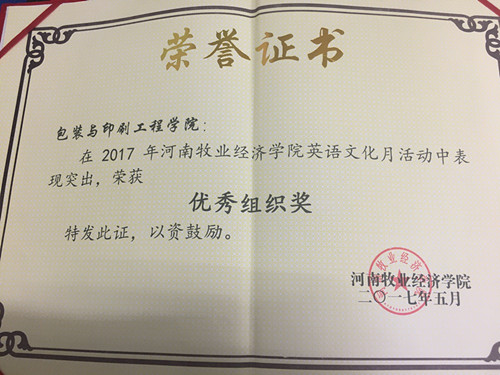 荣誉证书
包装与印刷工程学院：
在 2017 年河南牧业经济学院英语文化月活动中表
现突出，荣获
优秀组织奖
特发此证，以资鼓励。
河南牧业经济学院
二〇一七年五月